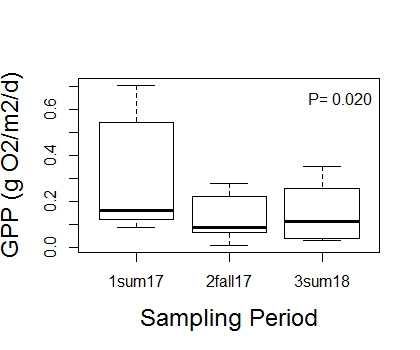 P= 0.020
GPP (g O2/m2/d)
0.6
0.4
0.2
0.0
1sum17 2fall17 3sum18
Sampling Period